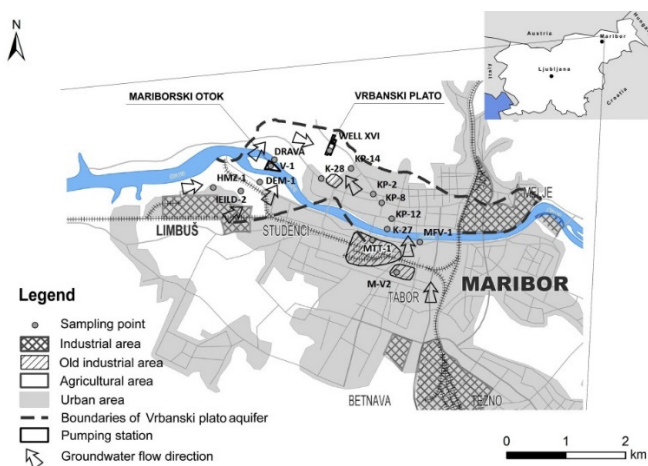 N
Austria
Maribor
Hungary
Ljubljana
Italy
Croatia
MARIBORSKI OTOK
VRBANSKI PLATO
WELL XVI
DRAVA
V-1
KP-14
K-28
HMZ-1
DEM-1
KP-2
KP-8
IEILD-2
KP-12
K-27
LIMBUŠ
STUDENCI
MTT-1
MFV-1
MELJE
M-V2
TABOR
MARIBOR
BETNAVA
TEZNO
Legend
Sampling point
Industrial area
Old industrial area
Agricultural area
Urban area
Boundaries of Vrbanski plato aquifer
Pumping station
Groundwater flow direction
0 1 2
km